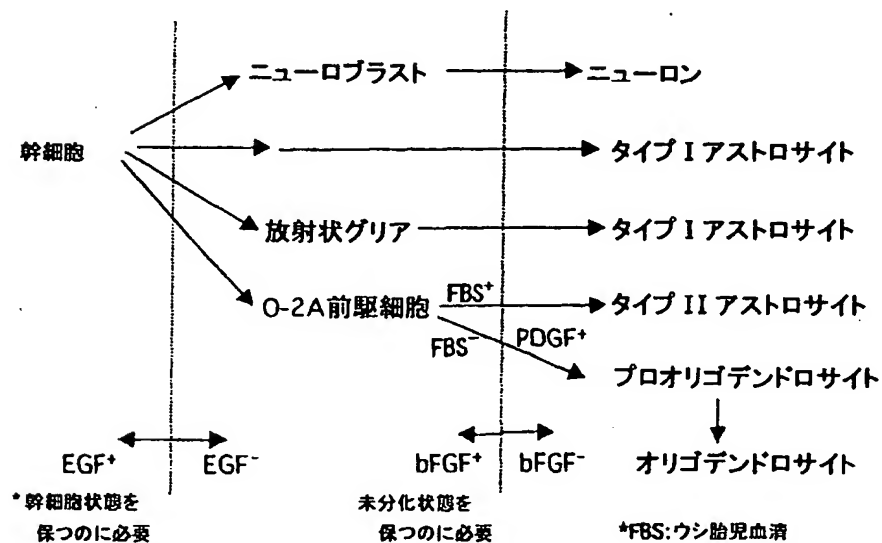 ニューロブラスト ニューロン
幹細胞 タイプ I アストロサイト
放射状グリア タイプ I アストロサイト
O-2A前駆細胞 FBS⁺ タイプ II アストロサイト
FBS⁻ PDGF⁺
プロオリゴデンドロサイト
EGF⁺ EGF⁻ bFGF⁺ bFGF⁻ オリゴデンドロサイト
*幹細胞状態を 未分化状態を
保つのに必要 保つのに必要 *FBS:ウシ胎児血清